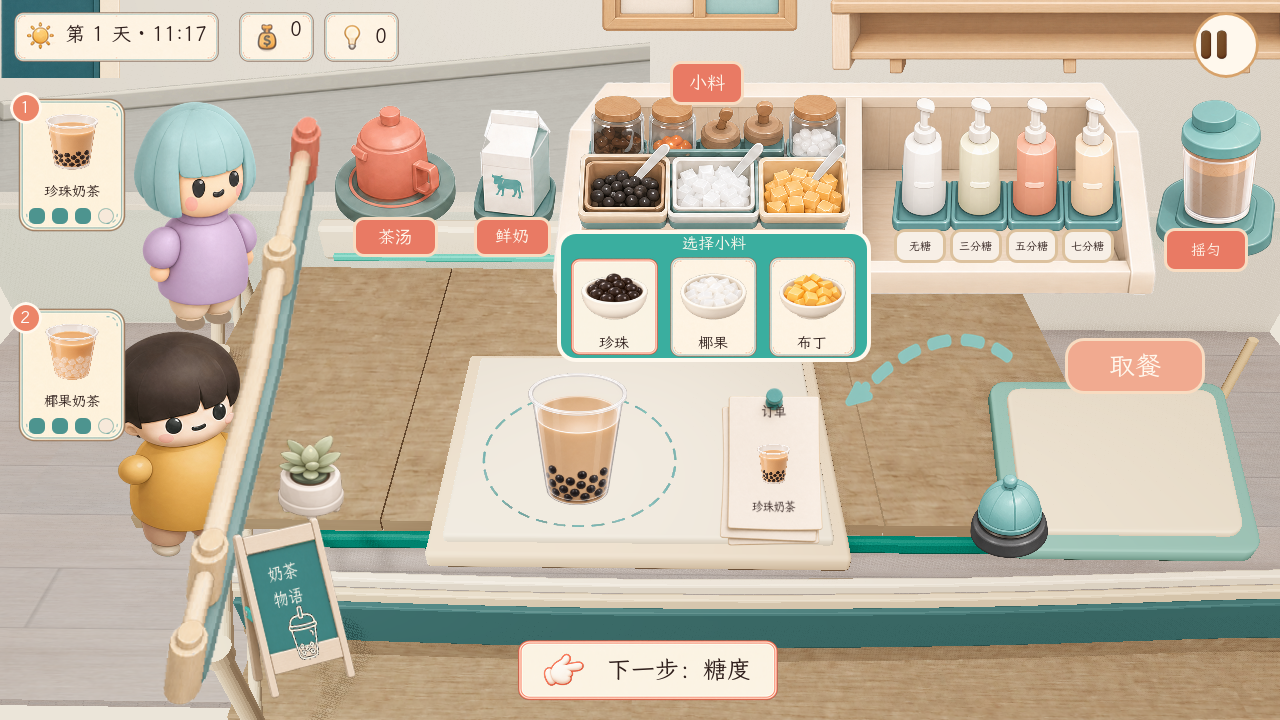 第 1 天·11:17
0
0
1
珍珠奶茶
2
椰果奶茶
茶汤
鲜奶
小料
选择小料
珍珠
椰果
布丁
无糖
三分糖
五分糖
七分糖
摇匀
取餐
订单
珍珠奶茶
奶茶
物语
下一步：糖度